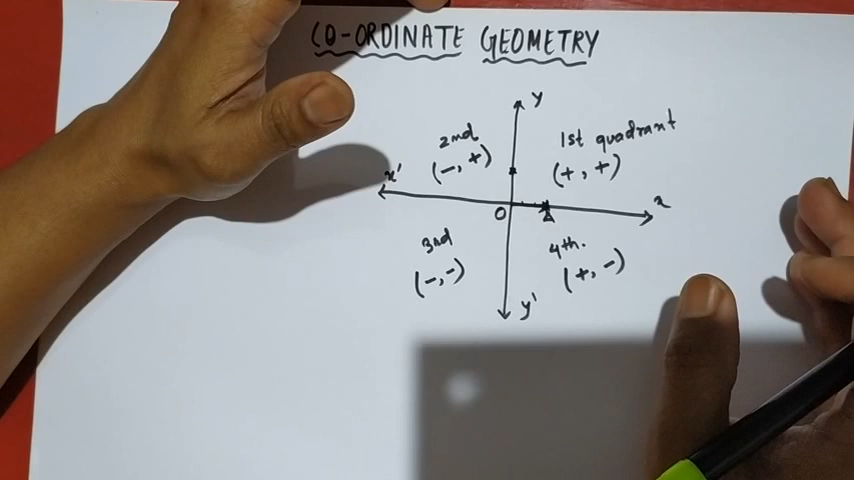 CO-ORDINATE GEOMETRY
y
2nd
1st quadrant
(-, +)
(+, +)
x'
x
O
A
3rd
4th.
(-, -)
(+, -)
y'